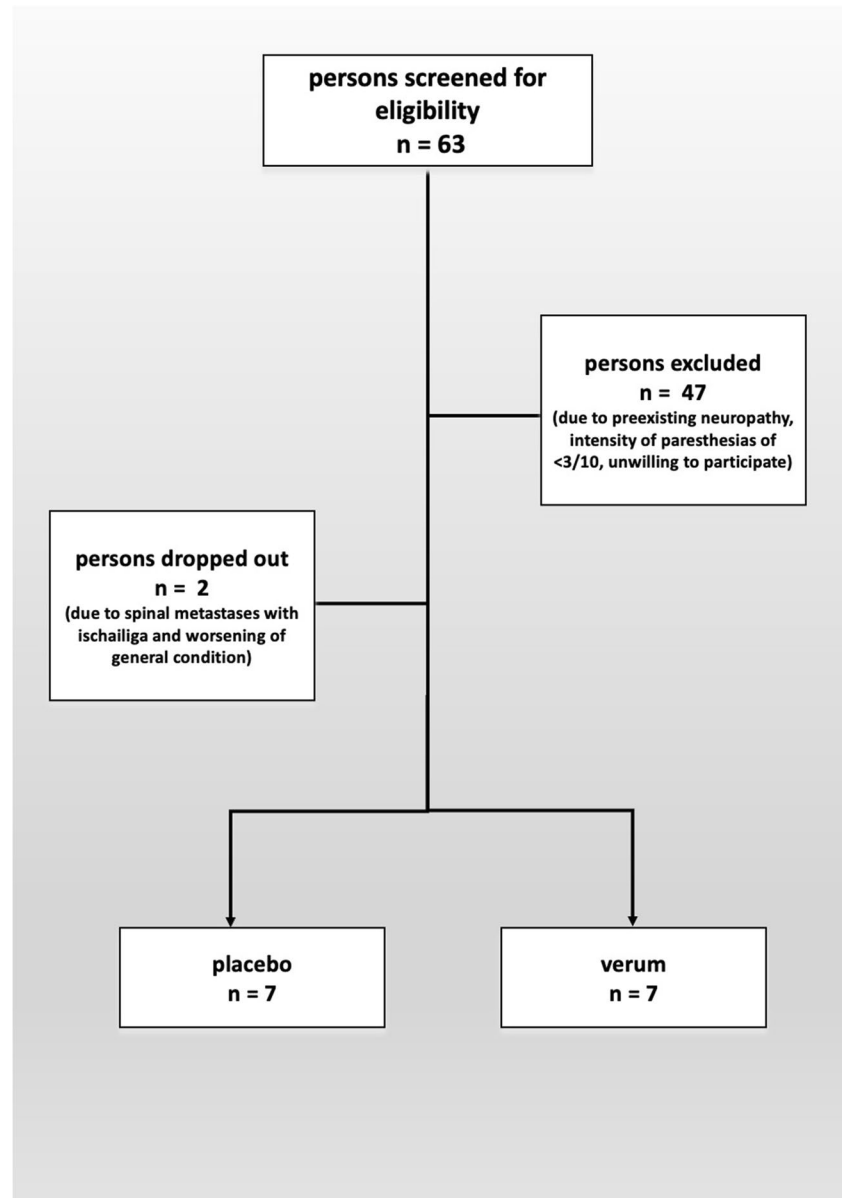 persons screened for
eligibility
n = 63
persons excluded
n = 47
(due to preexisting neuropathy,
intensity of paresthesias of
<3/10, unwilling to participate)
persons dropped out
n = 2
(due to spinal metastases with
ischailiga and worsening of
general condition)
placebo
n = 7
verum
n = 7